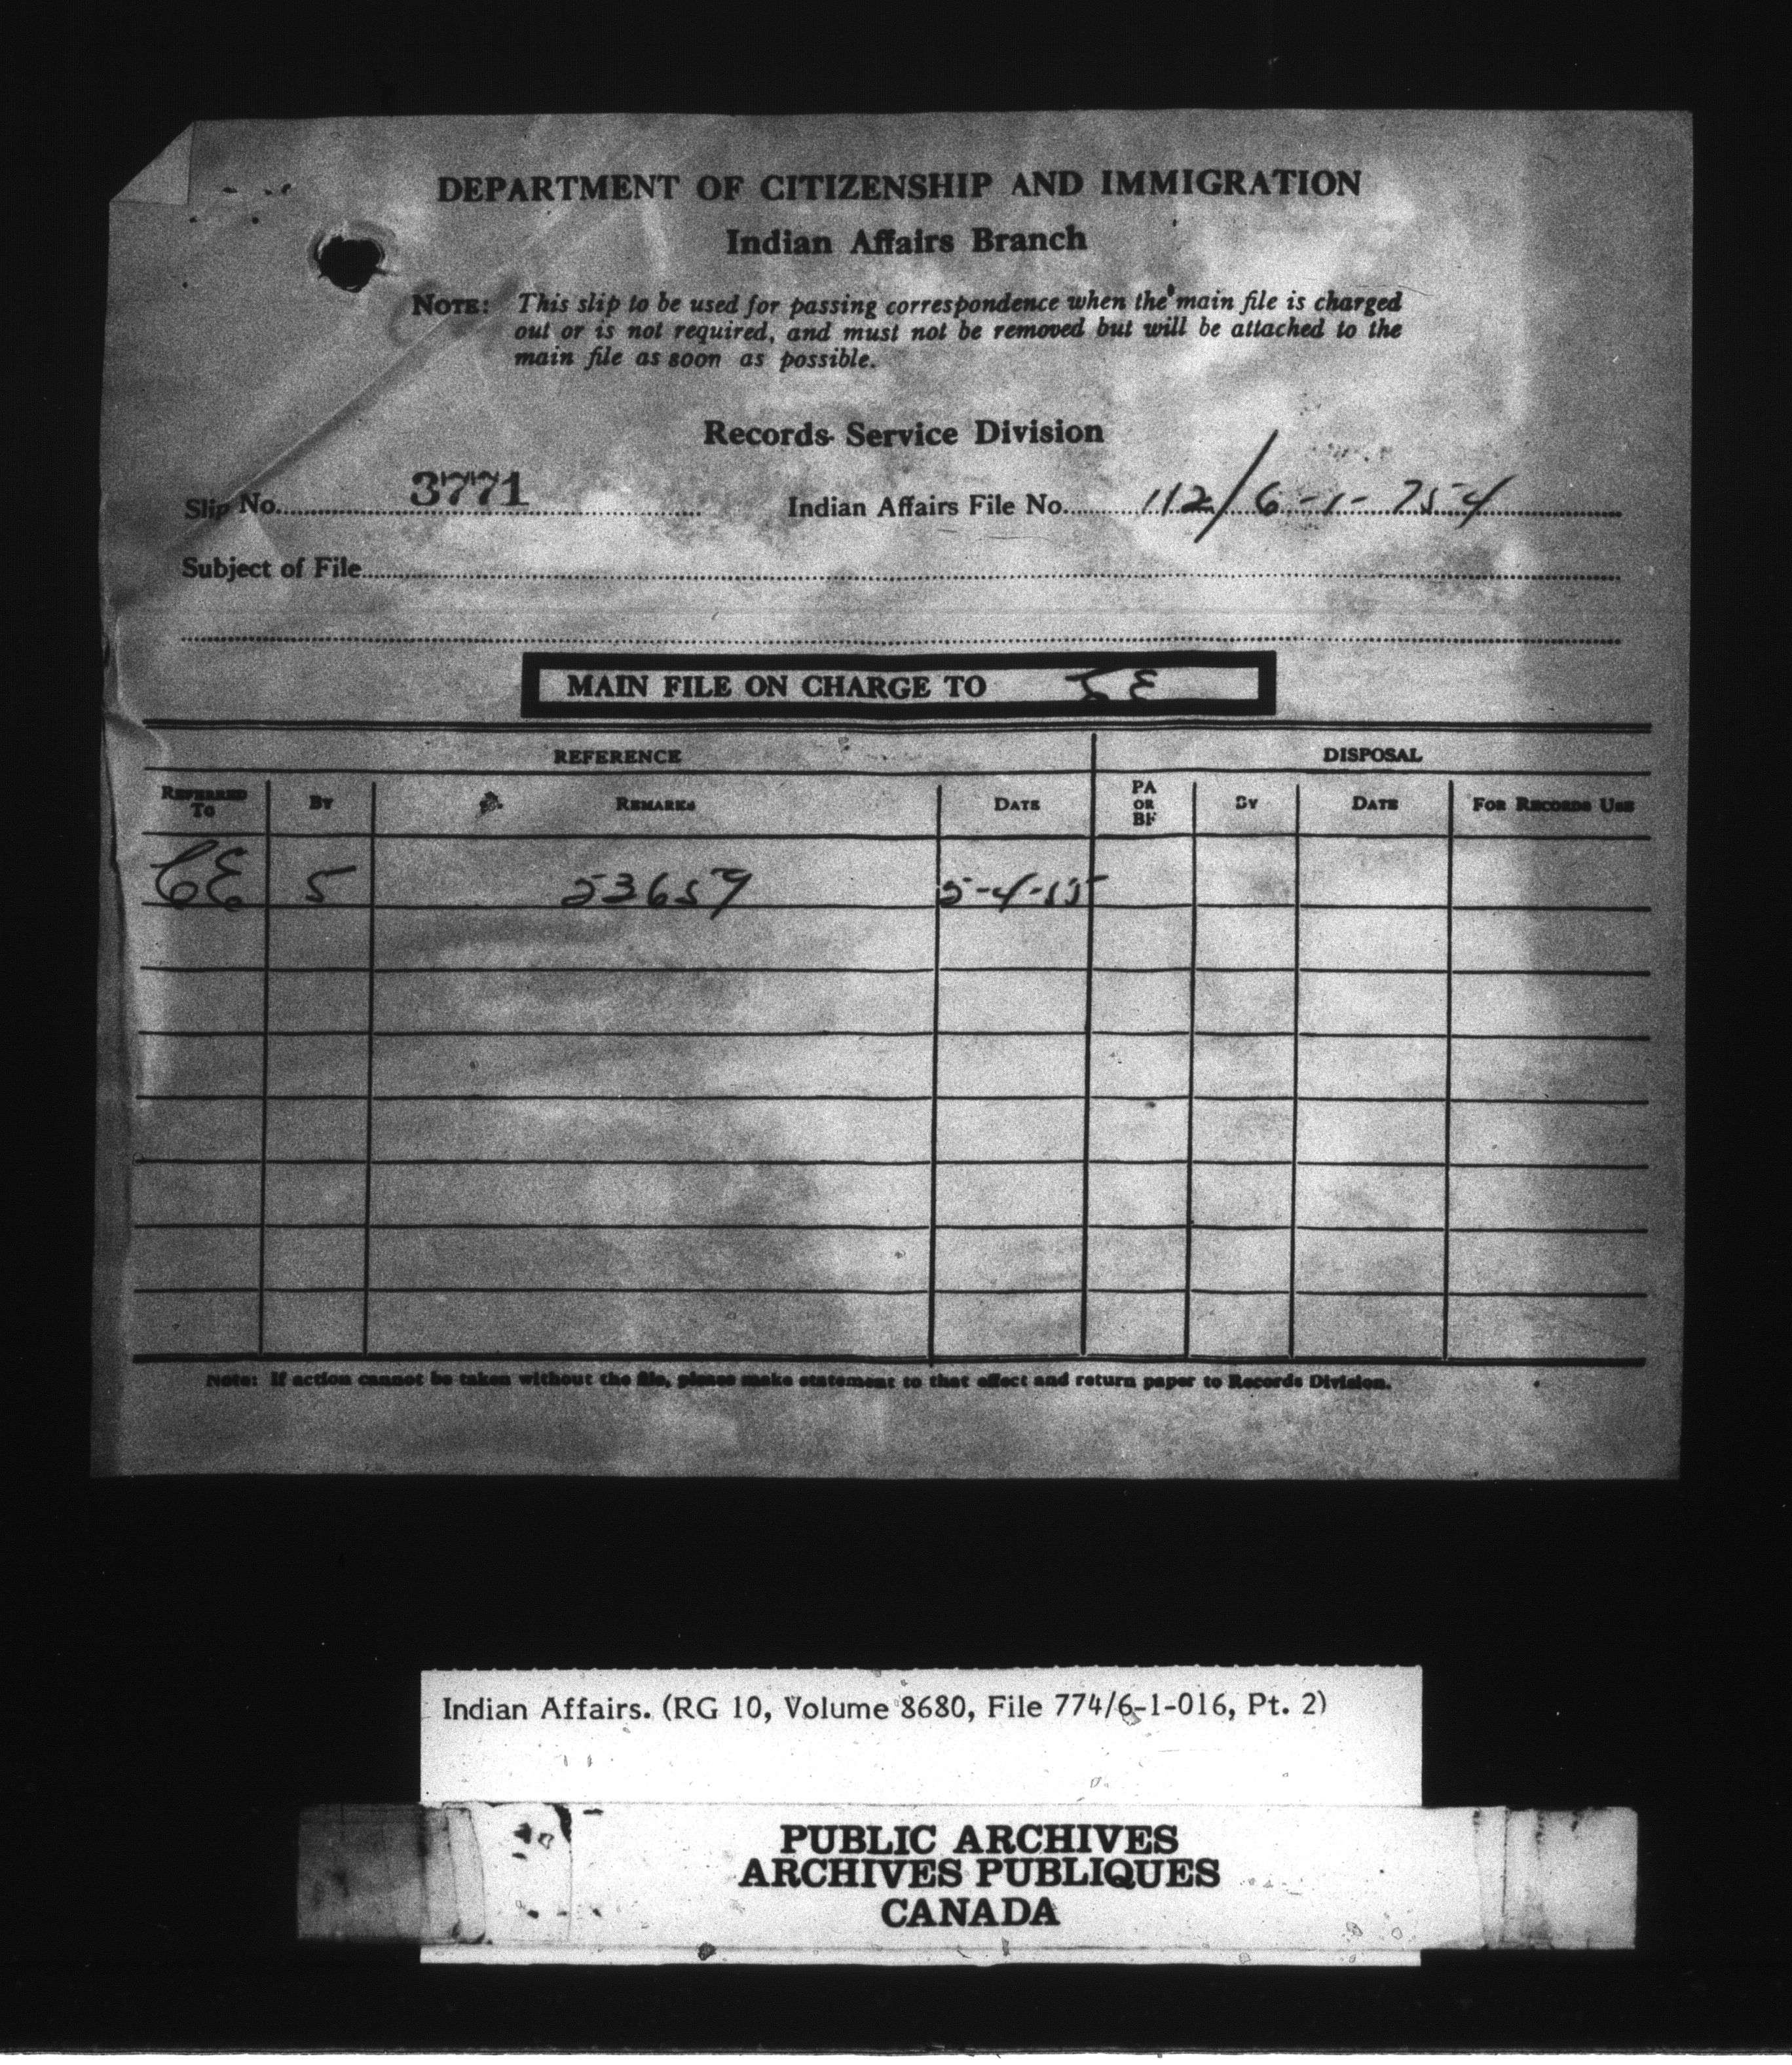 DEPARTMENT OF CITIZENSHIP AND IMMIGRATION
Indian Affairs Branch
NOTE: This slip to be used for passing correspondence when the main file is charged
out or is not required, and must not be removed but will be attached to the
main file as soon as possible.
Records Service Division
Slip No. 3771 Indian Affairs File No. 112/6-1-754
Subject of File
MAIN FILE ON CHARGE TO
REFERENCE DISPOSAL
REFERRED TO BY REMARKS DATE PA OR BF BY DATE FOR RECORDS USE
CE 5 53659 5-4-55
Note: If action cannot be taken without the file, please make statement to that effect and return paper to Records Division.
Indian Affairs. (RG 10, Volume 8680, File 774/6-1-016, Pt. 2)
PUBLIC ARCHIVES
ARCHIVES PUBLIQUES
CANADA